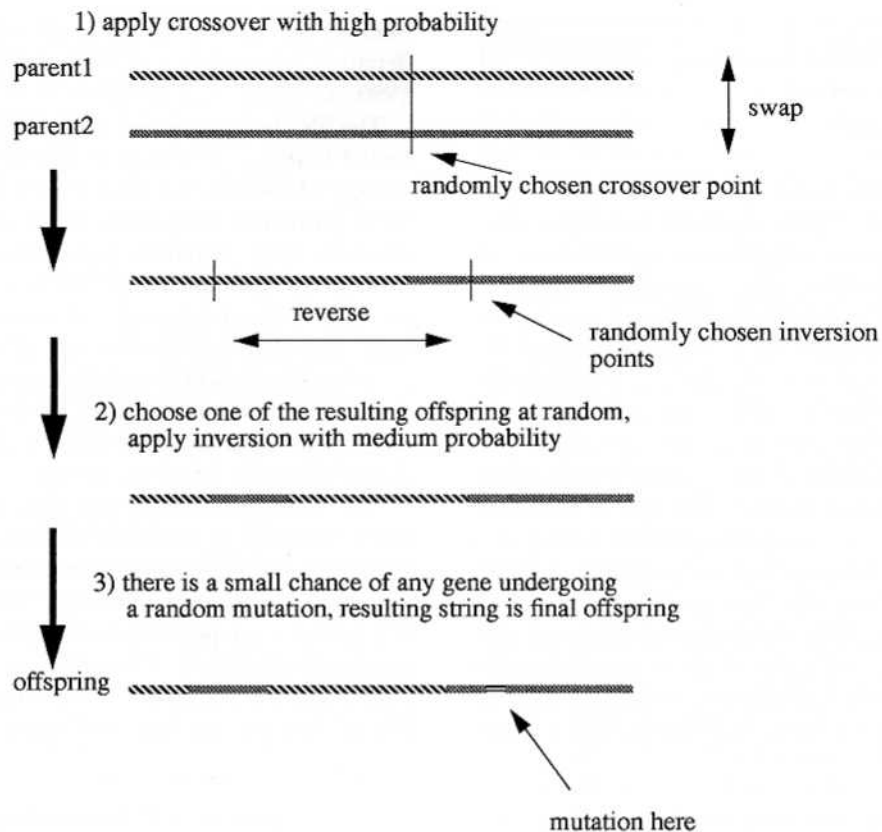 1) apply crossover with high probability
parent1
swap
parent2
randomly chosen crossover point
reverse
randomly chosen inversion
points
2) choose one of the resulting offspring at random,
apply inversion with medium probability
3) there is a small chance of any gene undergoing
a random mutation, resulting string is final offspring
offspring
mutation here